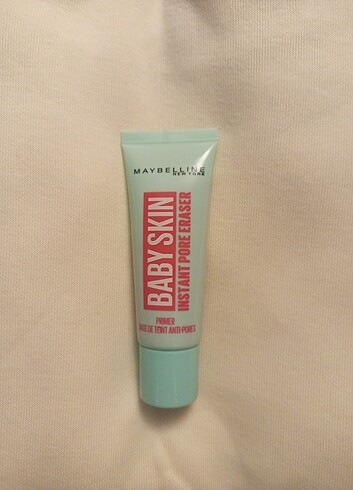 MAYBELLINE
NEW YORK
BABY SKIN
INSTANT PORE ERASER
PRIMER
BASE DE TEINT ANTI-PORES